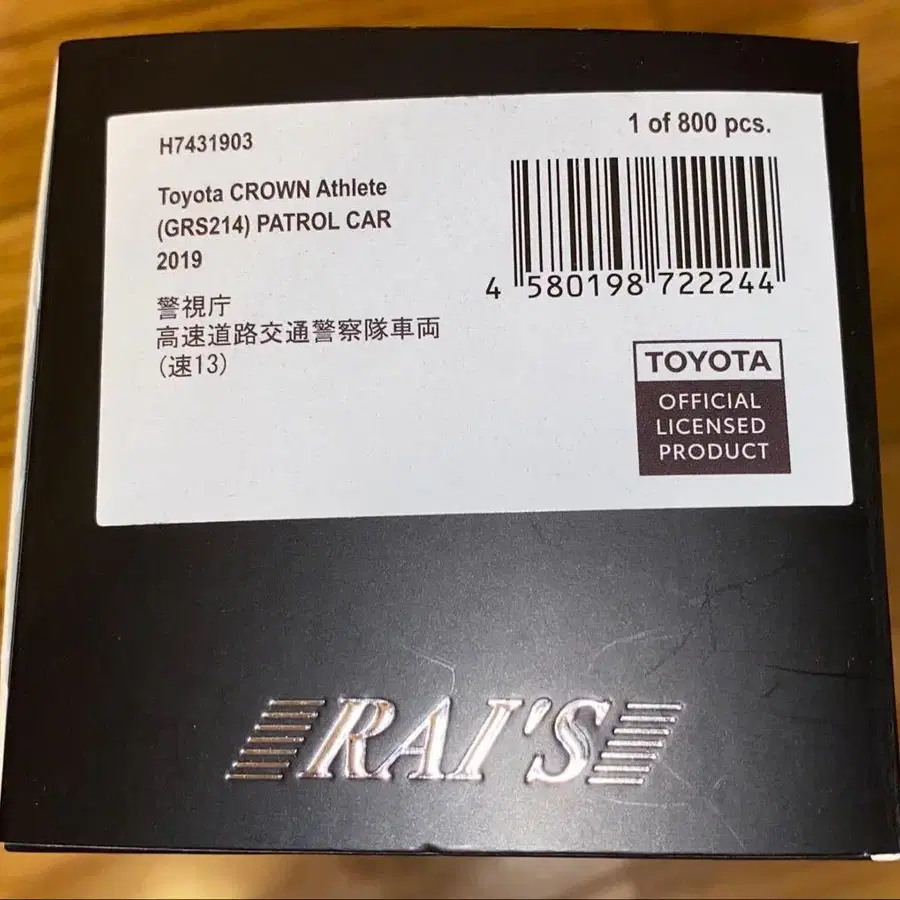 H7431903
1 of 800 pcs.
Toyota CROWN Athlete
(GRS214) PATROL CAR
2019
警視庁
高速道路交通警察隊車両
(速13)
4 580198 722244
TOYOTA
OFFICIAL
LICENSED
PRODUCT
RAI'S